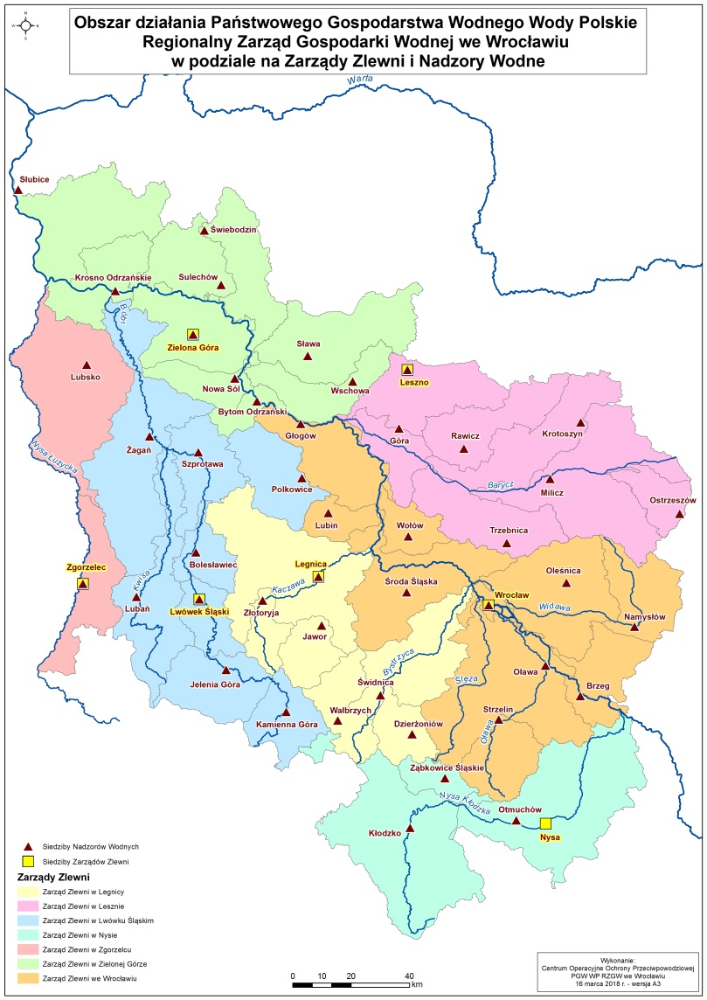 Obszar działania Państwowego Gospodarstwa Wodnego Wody Polskie
Regionalny Zarząd Gospodarki Wodnej we Wrocławiu
w podziale na Zarządy Zlewni i Nadzory Wodne
N
W E
S
Warta
Słubice
Świebodzin
Krosno Odrzańskie
Sulechów
Bóbr
Zielona Góra
Sława
Lubsko
Leszno
Nowa Sól
Wschowa
Bytom Odrzański
Głogów
Góra
Rawicz
Krotoszyn
Żagań
Szprotawa
Nysa Łużycka
Polkowice
Barycz
Milicz
Ostrzeszów
Lubin
Wołów
Trzebnica
Zgorzelec
Bolesławiec
Legnica
Oleśnica
Kwisa
Kaczawa
Środa Śląska
Wrocław
Lubań
Lwówek Śląski
Złotoryja
Widawa
Namysłów
Jawor
Bystrzyca
Jelenia Góra
Świdnica
Ślęza
Oława
Brzeg
Kamienna Góra
Wałbrzych
Dzierżoniów
Strzelin
Oława
Ząbkowice Śląskie
Nysa Kłodzka
Otmuchów
Kłodzko
Nysa
Siedziby Nadzorów Wodnych
Siedziby Zarządów Zlewni
Zarządy Zlewni
Zarząd Zlewni w Legnicy
Zarząd Zlewni w Lesznie
Zarząd Zlewni w Lwówku Śląskim
Zarząd Zlewni w Nysie
Zarząd Zlewni w Zgorzelcu
Zarząd Zlewni w Zielonej Górze
Zarząd Zlewni we Wrocławiu
0 10 20 40
km
Wykonanie:
Centrum Operacyjne Ochrony Przeciwpowodziowej
PGW WP RZGW we Wrocławiu
16 marca 2018 r. - wersja A3